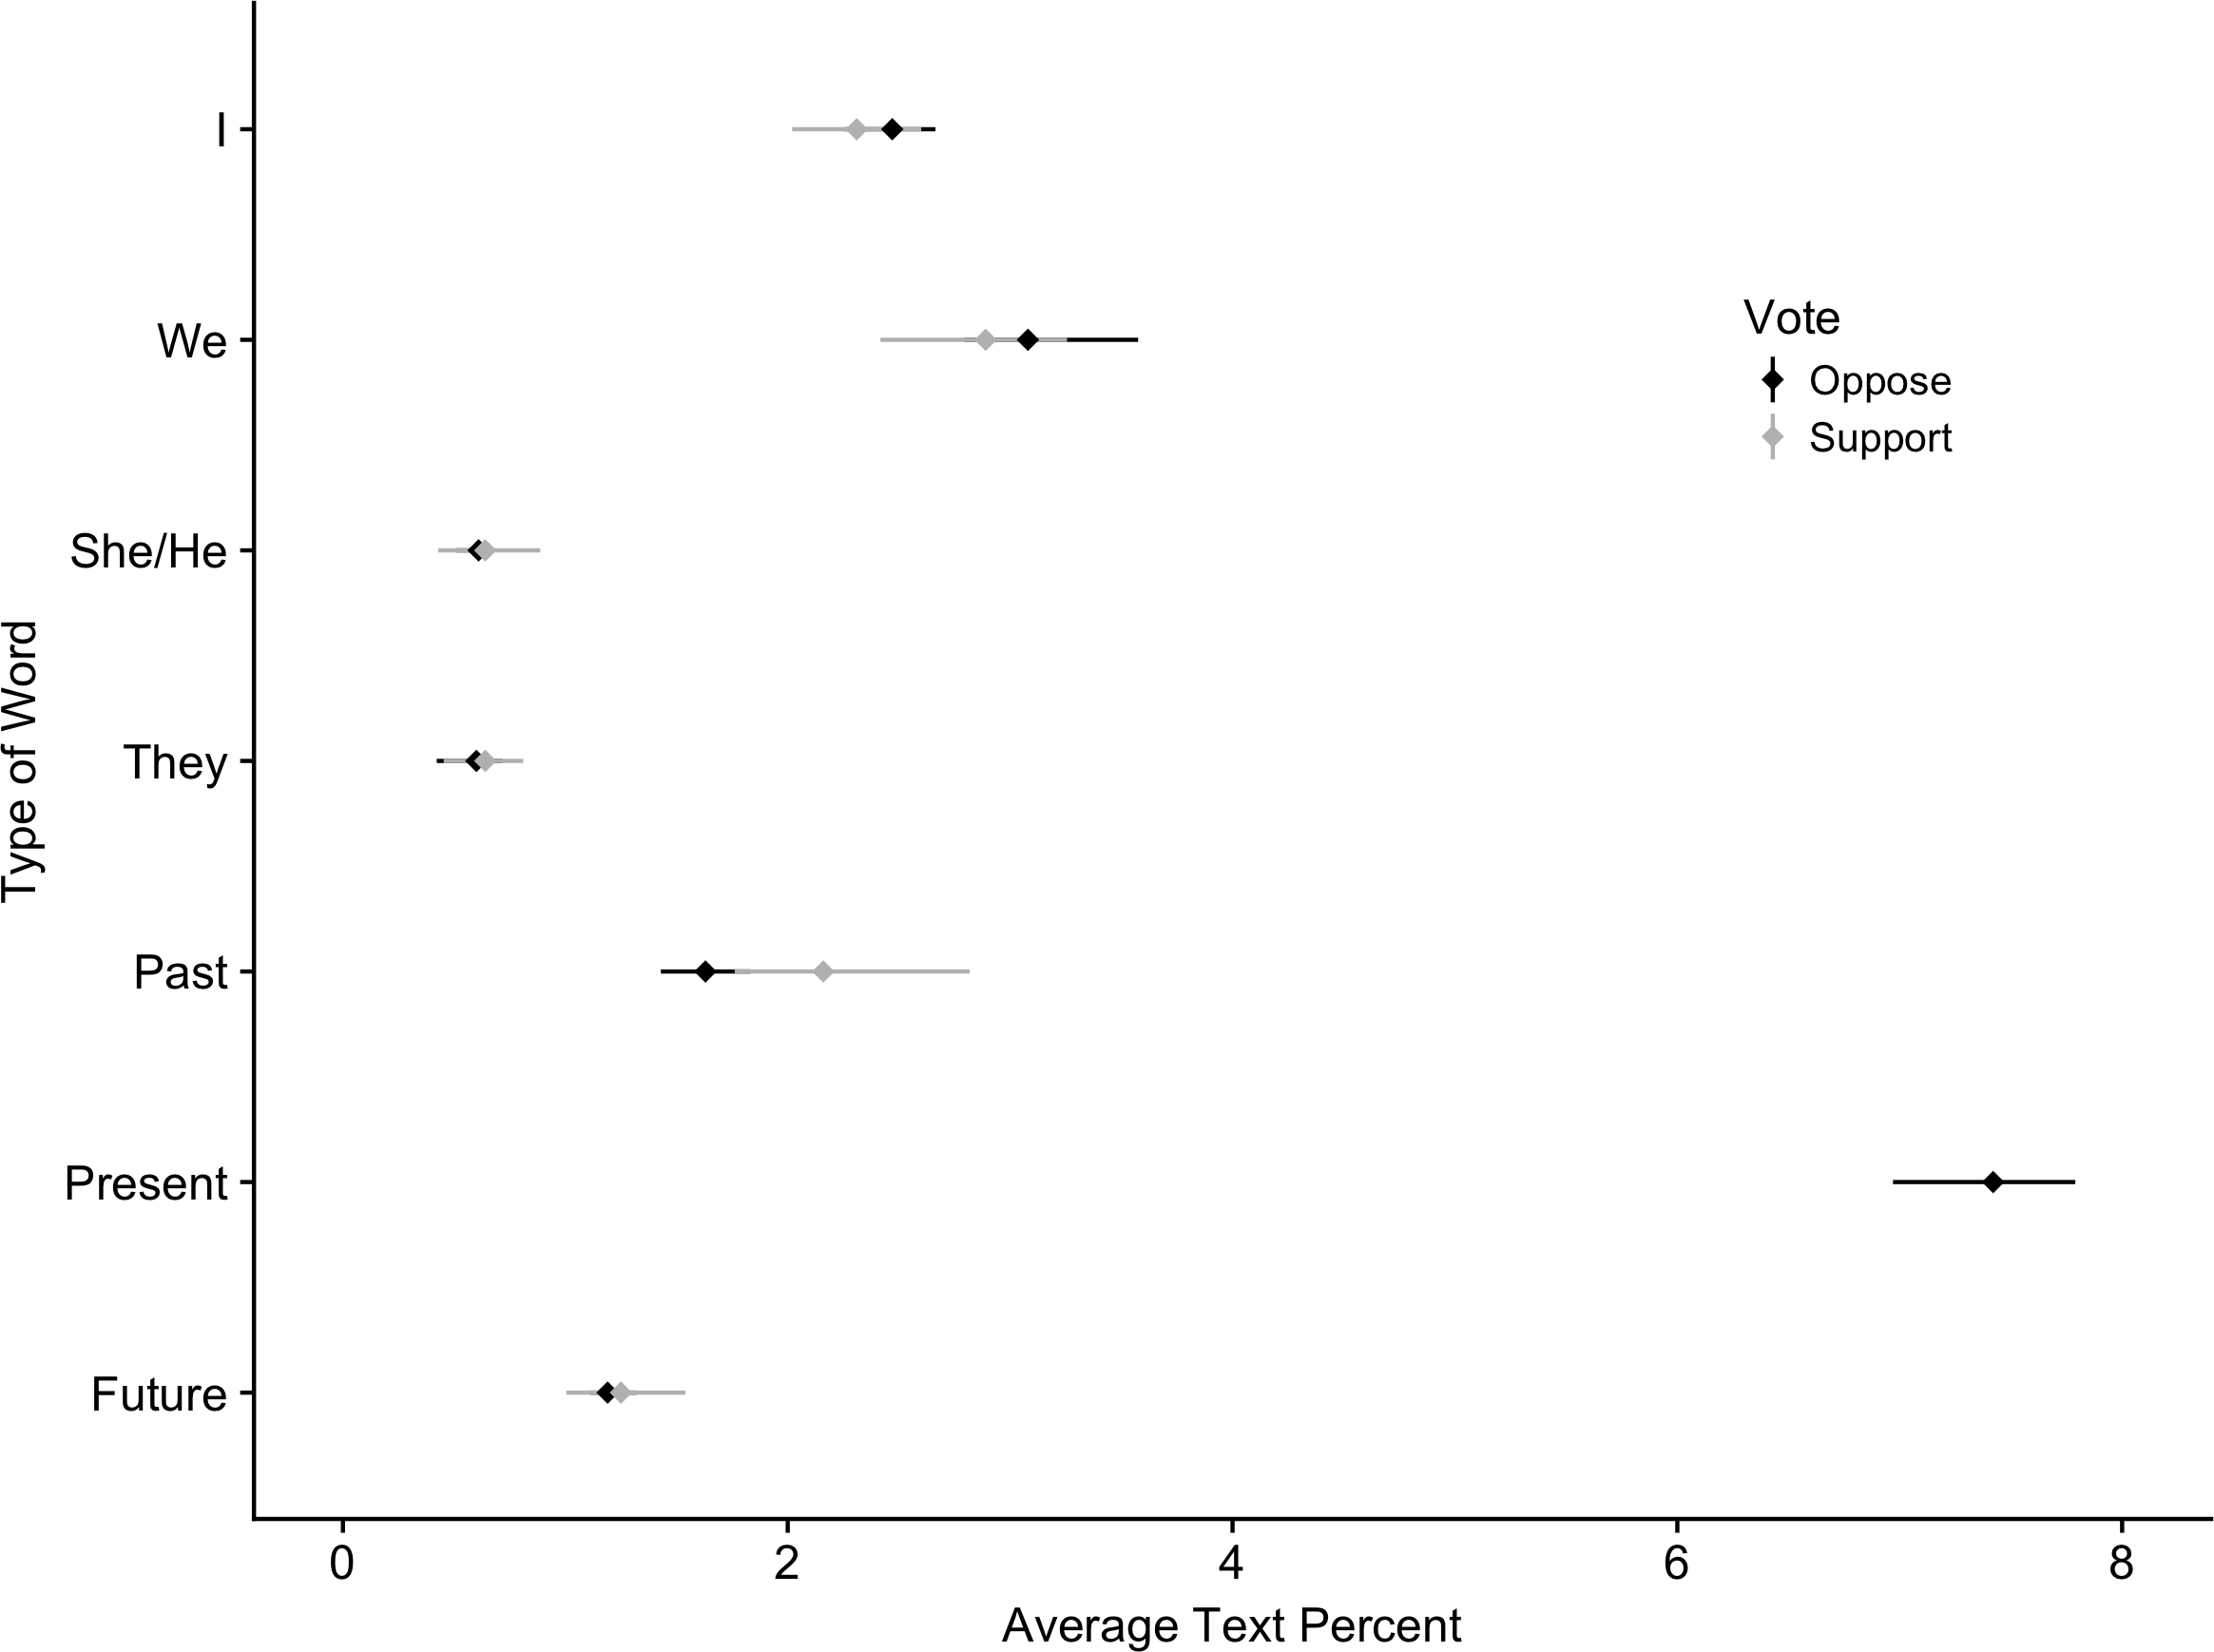 I
We
She/He
They
Past
Present
Future
Type of Word
Vote
Oppose
Support
0 2 4 6 8
Average Text Percent